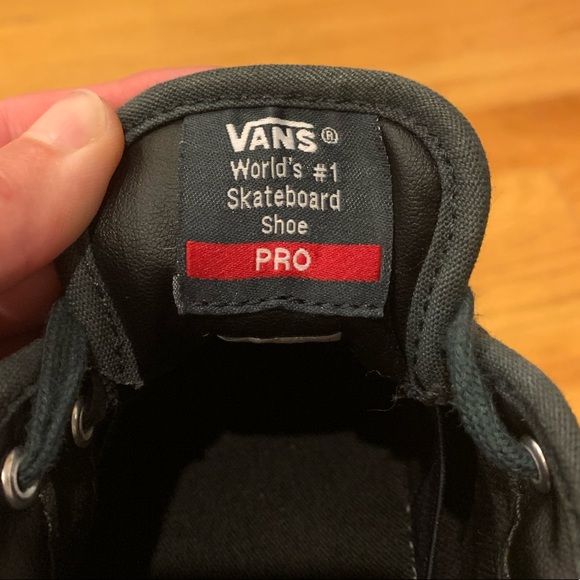 VANS®
World's #1
Skateboard
Shoe
PRO